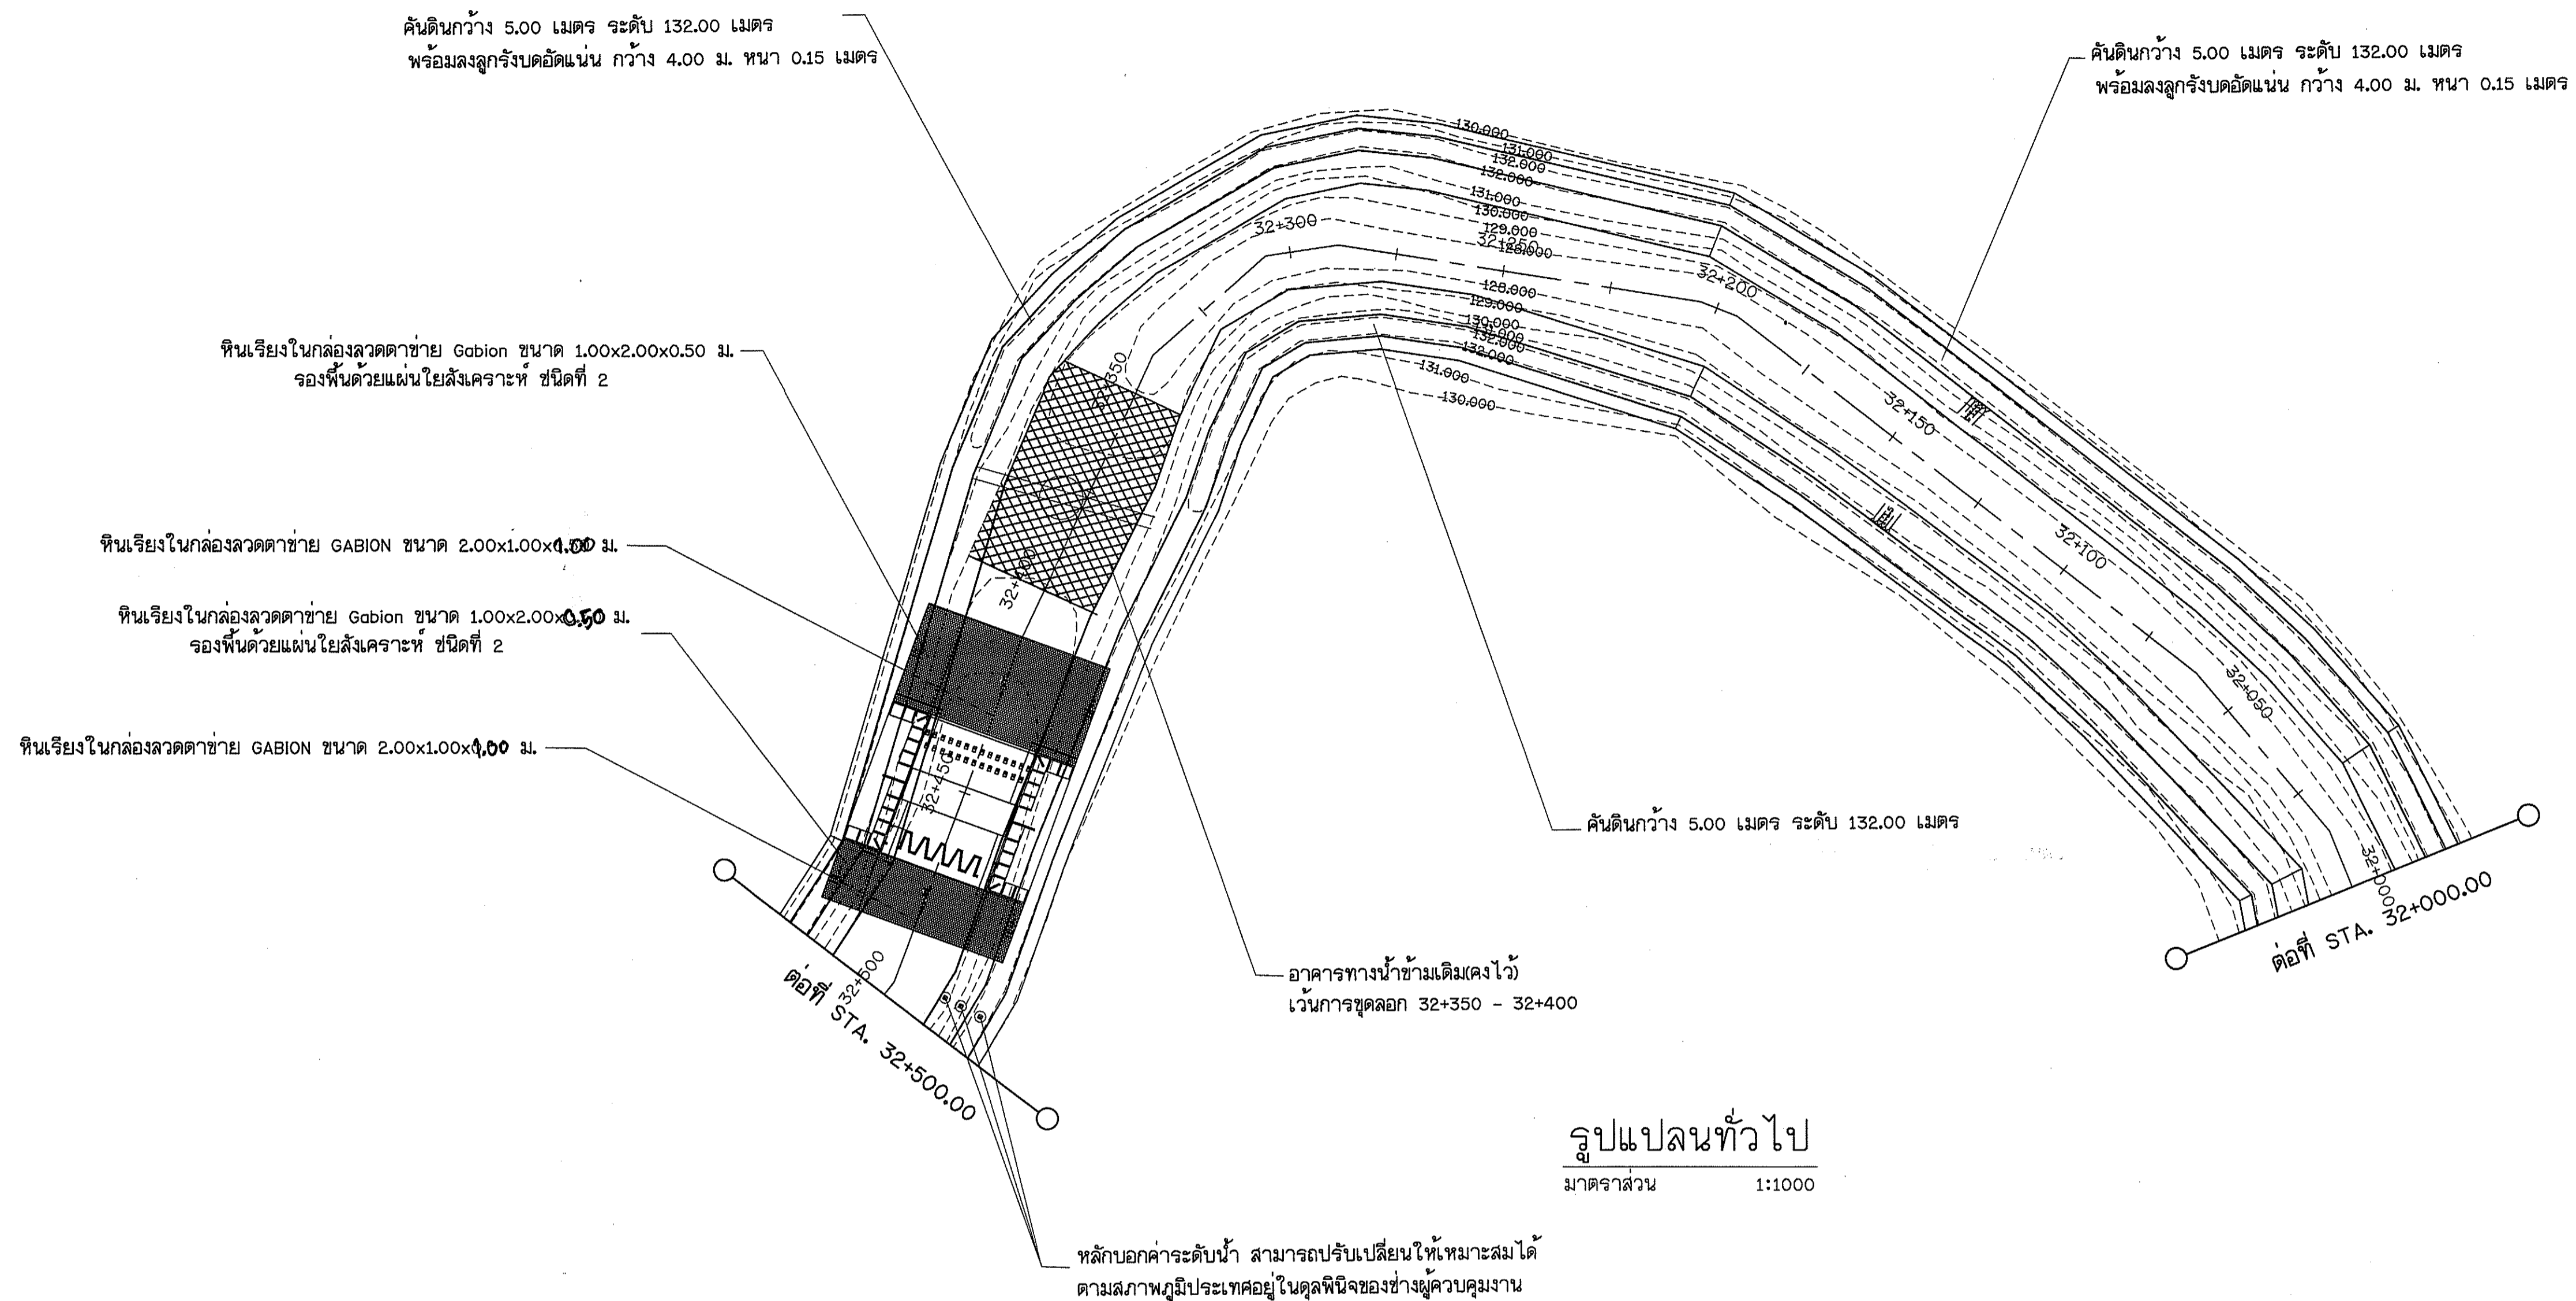 คันดินกว้าง 5.00 เมตร ระดับ 132.00 เมตร
พร้อมลงลูกรังบดอัดแน่น กว้าง 4.00 ม. หนา 0.15 เมตร
คันดินกว้าง 5.00 เมตร ระดับ 132.00 เมตร
พร้อมลงลูกรังบดอัดแน่น กว้าง 4.00 ม. หนา 0.15 เมตร
130.000
131.000
132.000
132.000
131.000
130.000
129.000
128.000
32+300
32+250
32+200
128.000
129.000
130.000
131.000
132.000
132.000
131.000
130.000
หินเรียงในกล่องลวดตาข่าย Gabion ขนาด 1.00x2.00x0.50 ม.
รองพื้นด้วยแผ่นใยสังเคราะห์ ชนิดที่ 2
32+350
32+150
หินเรียงในกล่องลวดตาข่าย GABION ขนาด 2.00x1.00x1.00 ม.
32+400
32+100
หินเรียงในกล่องลวดตาข่าย Gabion ขนาด 1.00x2.00x0.50 ม.
รองพื้นด้วยแผ่นใยสังเคราะห์ ชนิดที่ 2
32+050
หินเรียงในกล่องลวดตาข่าย GABION ขนาด 2.00x1.00x1.00 ม.
32+450
คันดินกว้าง 5.00 เมตร ระดับ 132.00 เมตร
32+000
ต่อที่ STA. 32+000.00
32+500
ต่อที่ STA. 32+500.00
อาคารทางน้ำข้ามเดิม(คงไว้)
เว้นการขุดลอก 32+350 - 32+400
รูปแปลนทั่วไป
มาตราส่วน 1:1000
หลักบอกค่าระดับน้ำ สามารถปรับเปลี่ยนให้เหมาะสมได้
ตามสภาพภูมิประเทศอยู่ในดุลพินิจของช่างผู้ควบคุมงาน